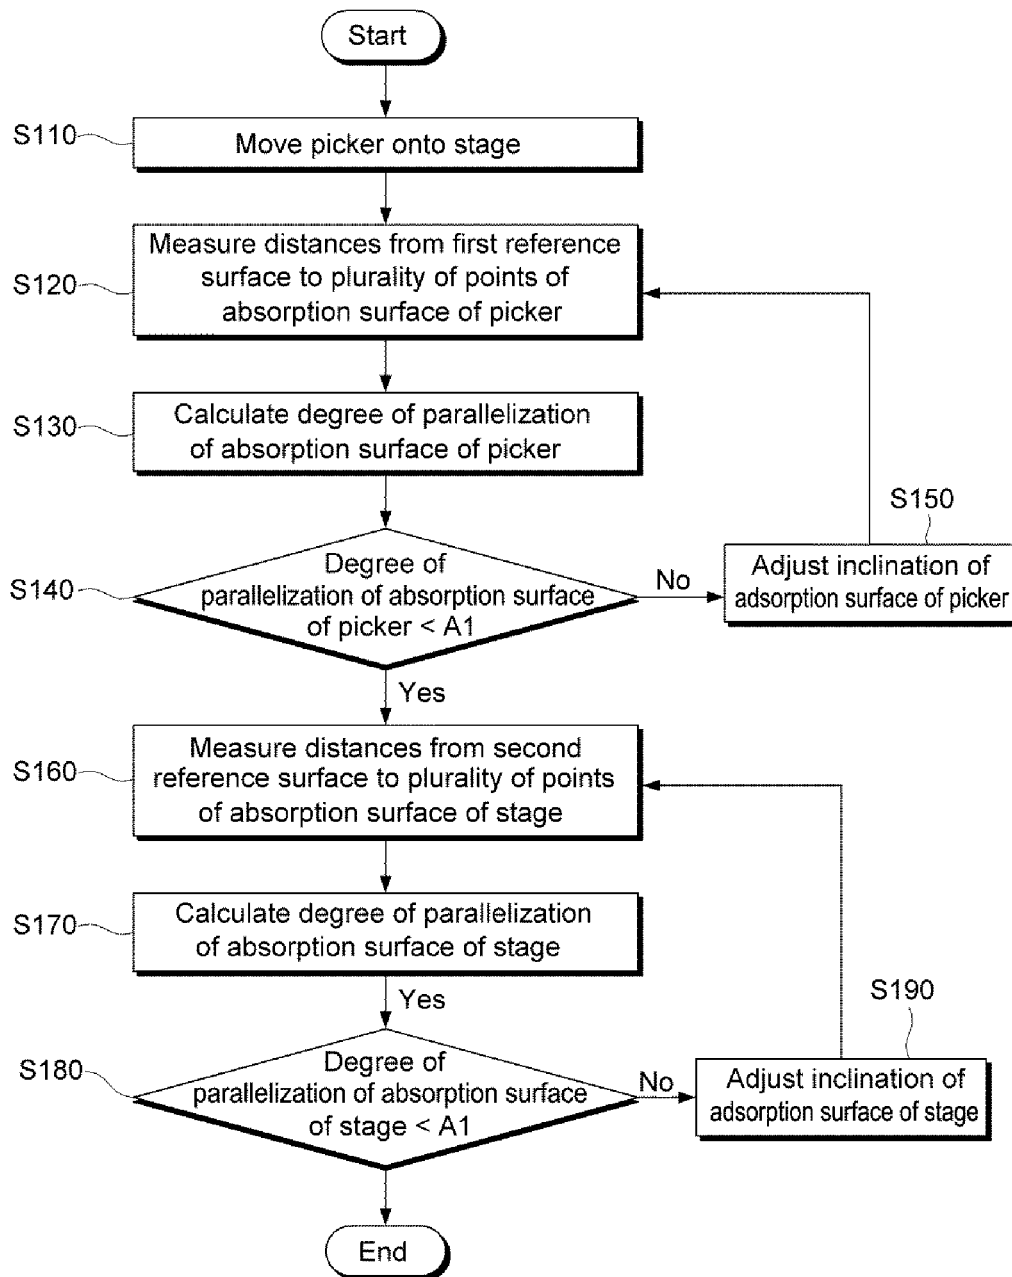 Start
S110
Move picker onto stage
S120
Measure distances from first reference
surface to plurality of points of
absorption surface of picker
S130
Calculate degree of parallelization
of absorption surface of picker
S140
Degree of
parallelization of absorption surface
of picker < A1
No
S150
Adjust inclination of
adsorption surface of picker
Yes
S160
Measure distances from second
reference surface to plurality of points
of absorption surface of stage
S170
Calculate degree of parallelization
of absorption surface of stage
Yes
S180
Degree of
parallelization of absorption surface
of stage < A1
No
S190
Adjust inclination of
adsorption surface of stage
End